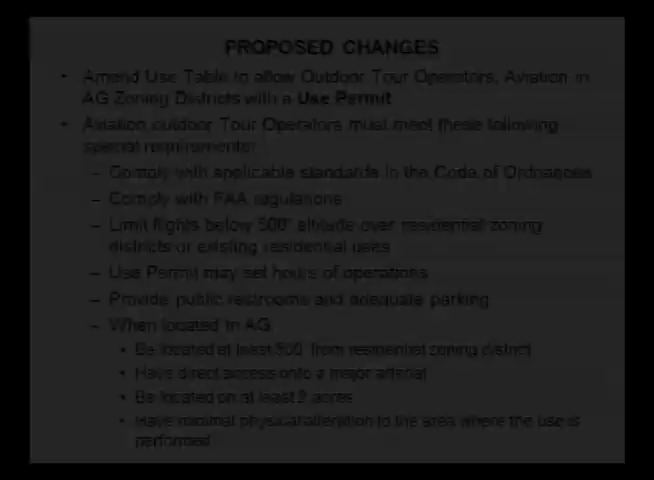 PROPOSED CHANGES
• Amend Use Table to allow Outdoor Tour Operators, Aviation in
AG Zoning Districts with a Use Permit
• Aviation outdoor Tour Operators must meet these following
special requirements:
– Comply with applicable standards in the Code of Ordinances
– Comply with FAA regulations
– Limit flights below 500' altitude over residential zoning
districts or existing residential uses
– Use Permit may set hours of operations
– Provide public restrooms and adequate parking
– When located in AG
• Be located at least 500' from residential zoning district
• Have direct access onto a major arterial
• Be located on at least 2 acres
• Have minimal physical alteration to the area where the use is
performed